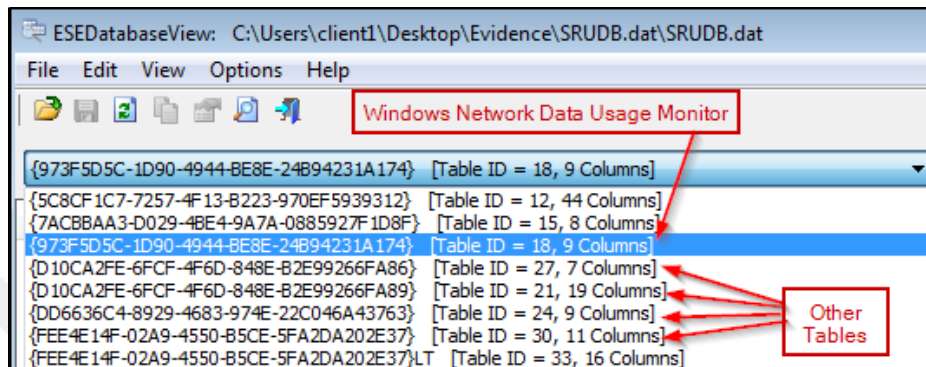 ESEDatabaseView: C:\Users\client1\Desktop\Evidence\SRUDB.dat\SRUDB.dat
File Edit View Options Help
Windows Network Data Usage Monitor
{973F5D5C-1D90-4944-BE8E-24B94231A174} [Table ID = 18, 9 Columns]
{5C8CF1C7-7257-4F13-B223-970EF5939312} [Table ID = 12, 44 Columns]
{7ACBBAA3-D029-4BE4-9A7A-0885927F1D8F} [Table ID = 15, 8 Columns]
{973F5D5C-1D90-4944-BE8E-24B94231A174} [Table ID = 18, 9 Columns]
{D10CA2FE-6FCF-4F6D-848E-B2E99266FA86} [Table ID = 27, 7 Columns]
{D10CA2FE-6FCF-4F6D-848E-B2E99266FA89} [Table ID = 21, 19 Columns]
{DD6636C4-8929-4683-974E-22C046A43763} [Table ID = 24, 9 Columns]
{FEE4E14F-02A9-4550-B5CE-5FA2DA202E37} [Table ID = 30, 11 Columns]
{FEE4E14F-02A9-4550-B5CE-5FA2DA202E37}LT [Table ID = 33, 16 Columns]
Other
Tables